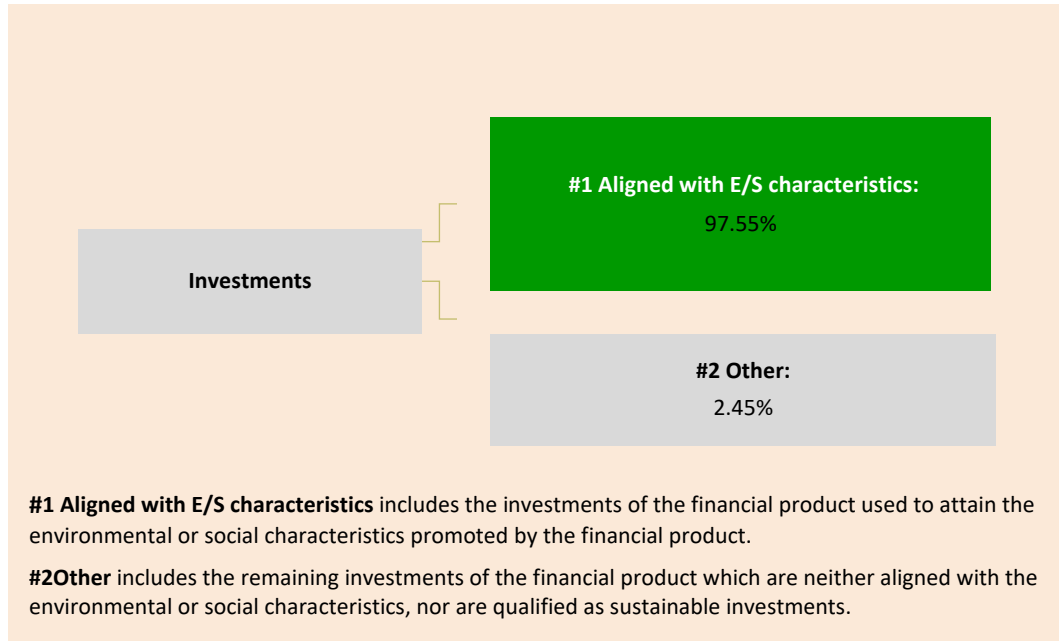 #1 Aligned with E/S characteristics:
97.55%
Investments
#2 Other:
2.45%
#1 Aligned with E/S characteristics includes the investments of the financial product used to attain the
environmental or social characteristics promoted by the financial product.
#2Other includes the remaining investments of the financial product which are neither aligned with the
environmental or social characteristics, nor are qualified as sustainable investments.